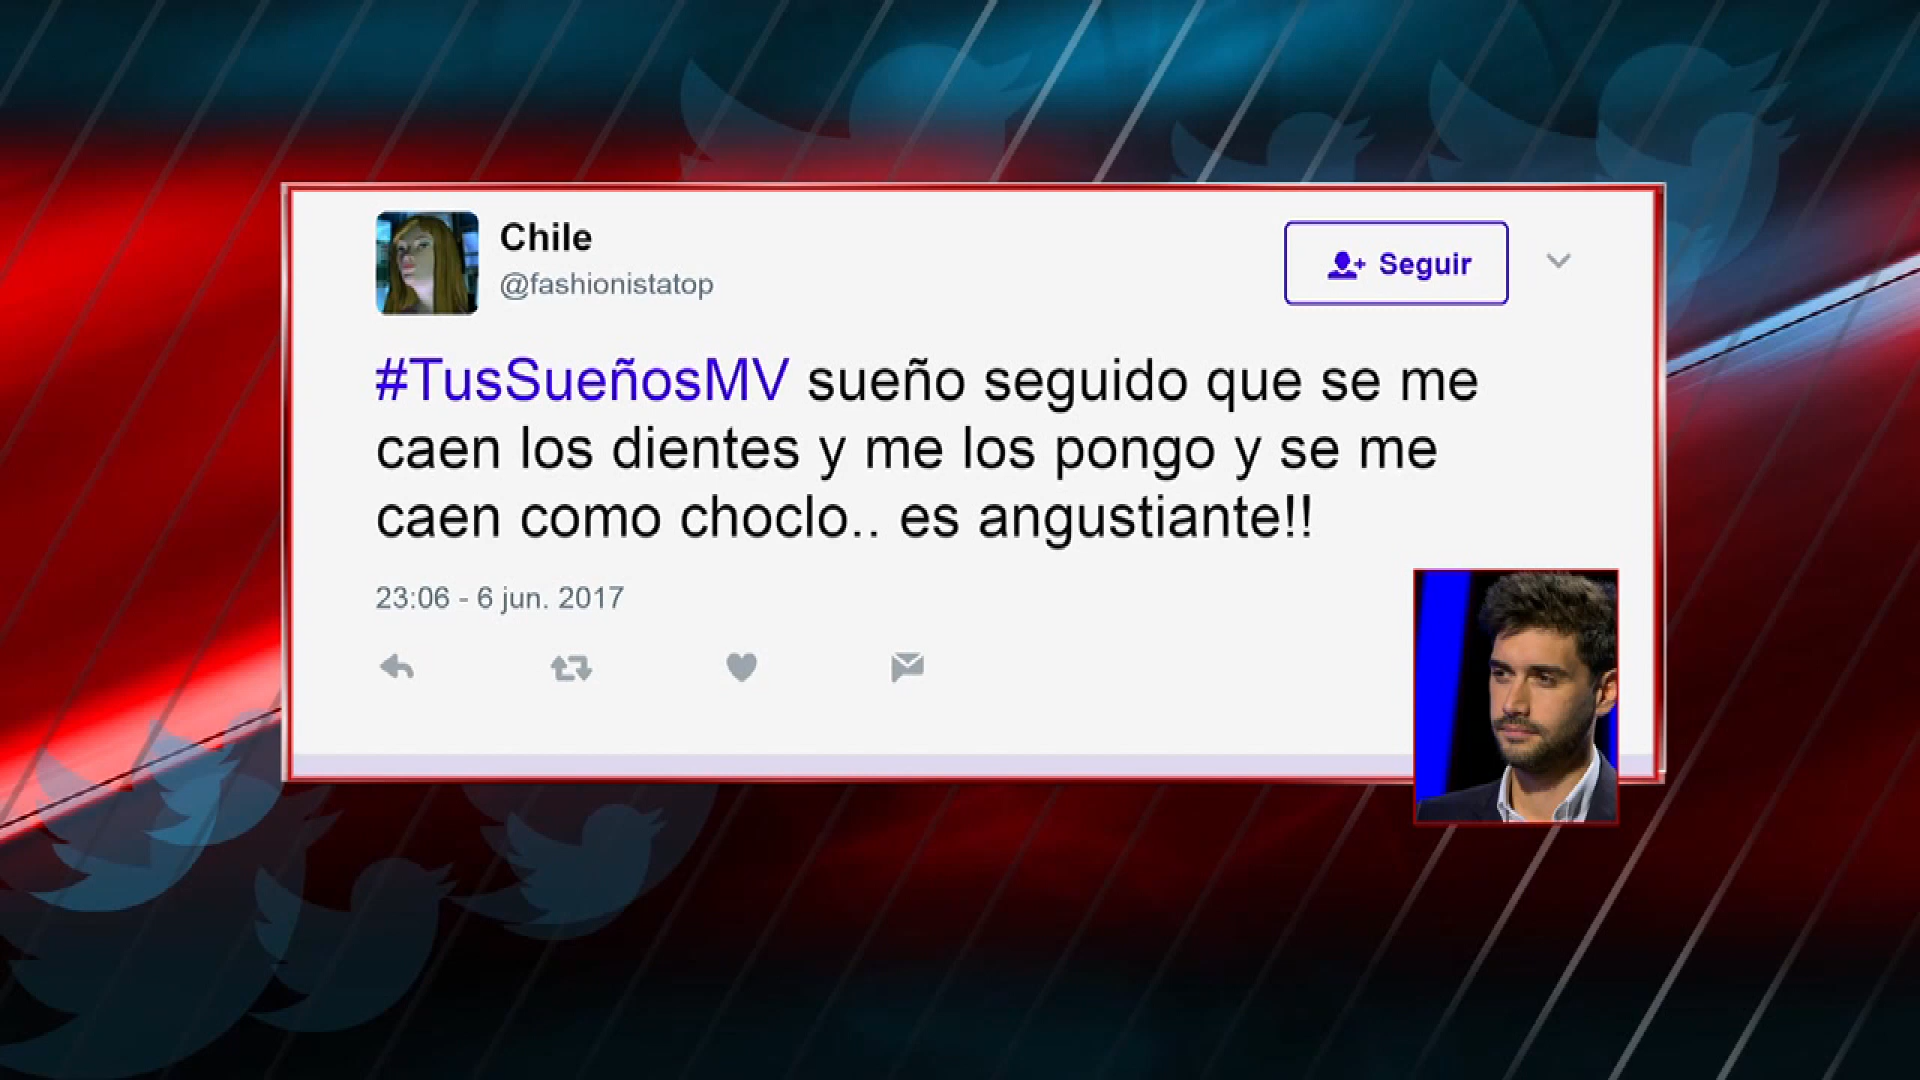 Chile
@fashionistatop
Seguir
#TusSueñosMV sueño seguido que se me
caen los dientes y me los pongo y se me
caen como choclo.. es angustiante!!
23:06 - 6 jun. 2017